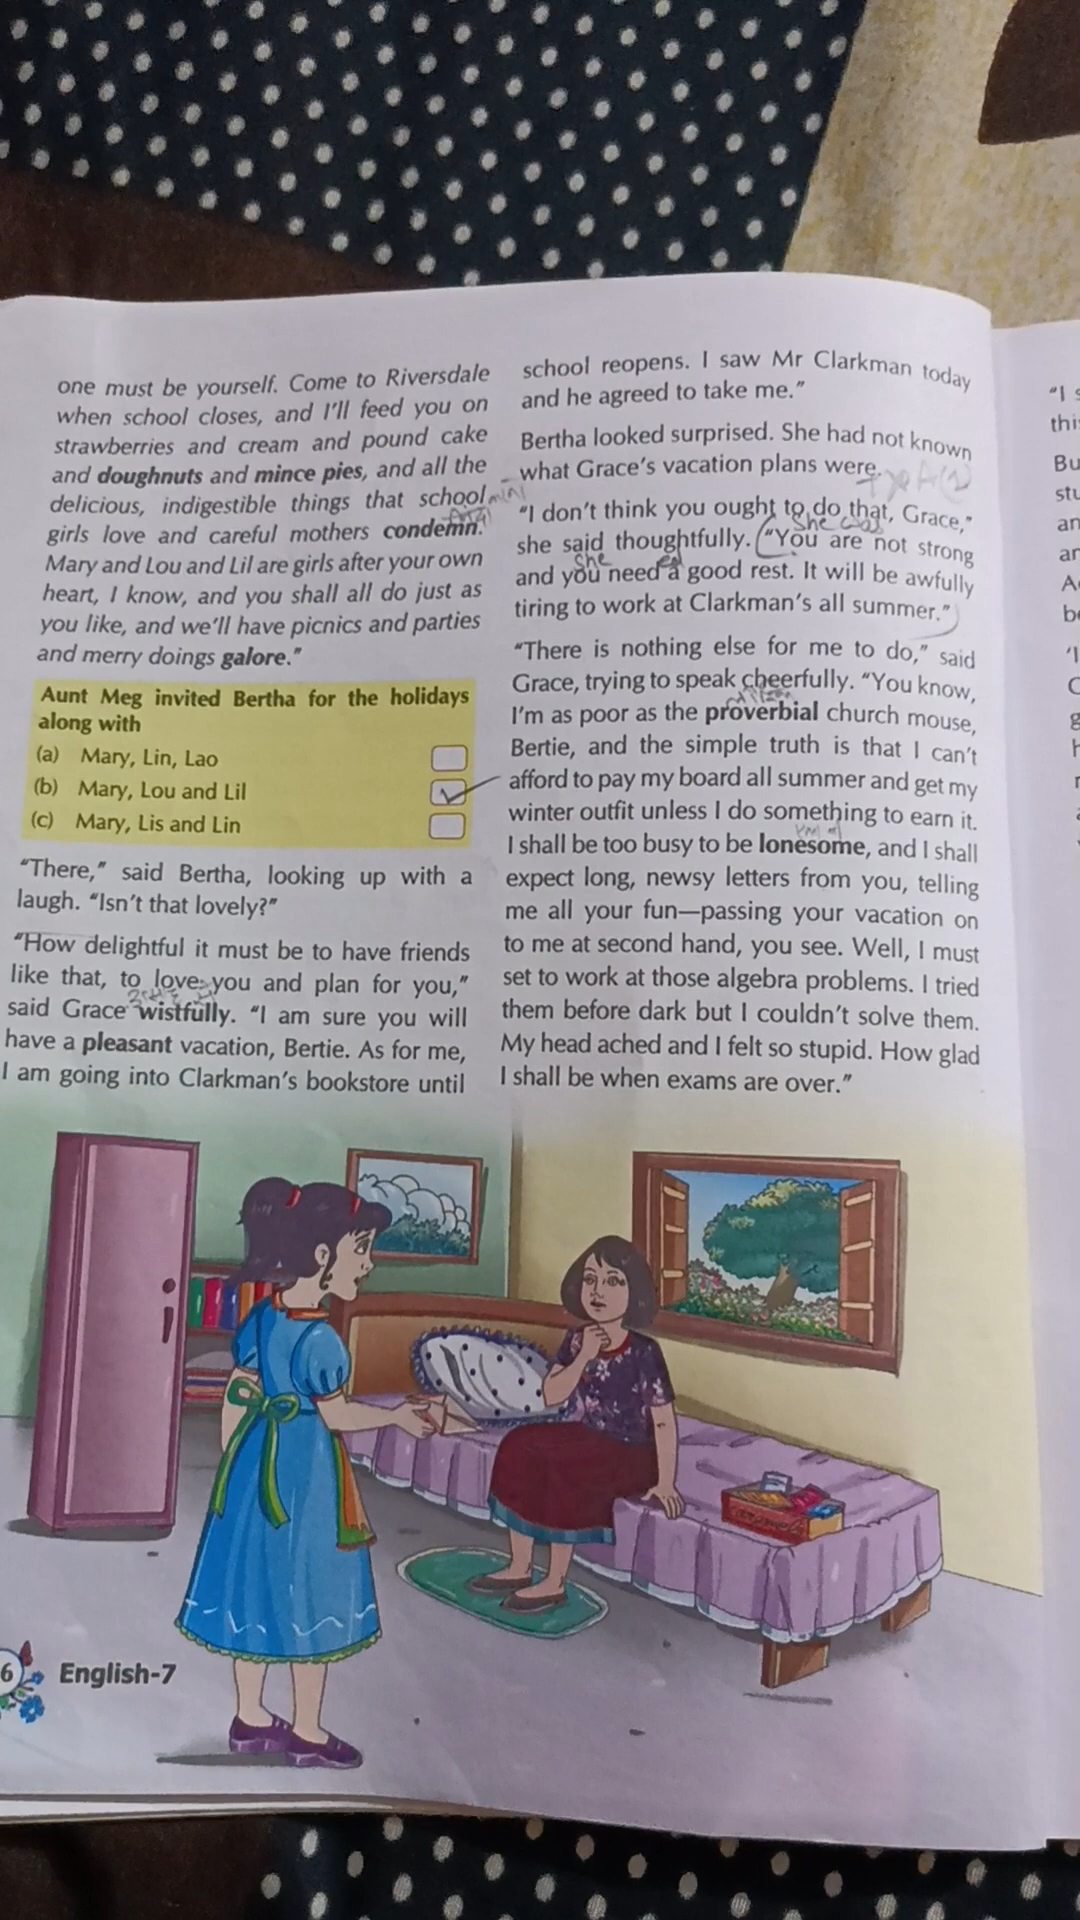 one must be yourself. Come to Riversdale
when school closes, and I'll feed you on
strawberries and cream and pound cake
and doughnuts and mince pies, and all the
delicious, indigestible things that school
girls love and careful mothers condemn.
Mary and Lou and Lil are girls after your own
heart, I know, and you shall all do just as
you like, and we'll have picnics and parties
and merry doings galore."
Aunt Meg invited Bertha for the holidays
along with
(a) Mary, Lin, Lao
(b) Mary, Lou and Lil
(c) Mary, Lis and Lin
"There," said Bertha, looking up with a
laugh. "Isn't that lovely?"
"How delightful it must be to have friends
like that, to love you and plan for you,"
said Grace wistfully. "I am sure you will
have a pleasant vacation, Bertie. As for me,
I am going into Clarkman's bookstore until
school reopens. I saw Mr Clarkman today
and he agreed to take me."
Bertha looked surprised. She had not known
what Grace's vacation plans were.
"I don't think you ought to do that, Grace,"
she was
she said thoughtfully. "You are not strong
she ed
and you need a good rest. It will be awfully
tiring to work at Clarkman's all summer."
"There is nothing else for me to do," said
Grace, trying to speak cheerfully. "You know,
I'm as poor as the proverbial church mouse,
Bertie, and the simple truth is that I can't
afford to pay my board all summer and get my
winter outfit unless I do something to earn it.
I shall be too busy to be lonesome, and I shall
expect long, newsy letters from you, telling
me all your fun—passing your vacation on
to me at second hand, you see. Well, I must
set to work at those algebra problems. I tried
them before dark but I couldn't solve them.
My head ached and I felt so stupid. How glad
I shall be when exams are over."
6 English-7
"I
Bu